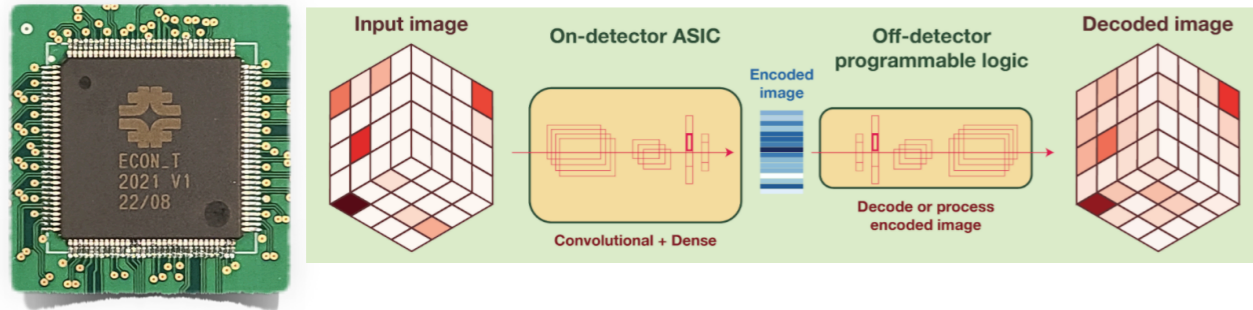 ECON_T
2021 V1
22/08
Input image
On-detector ASIC
Convolutional + Dense
Encoded
image
Off-detector
programmable logic
Decode or process
encoded image
Decoded image